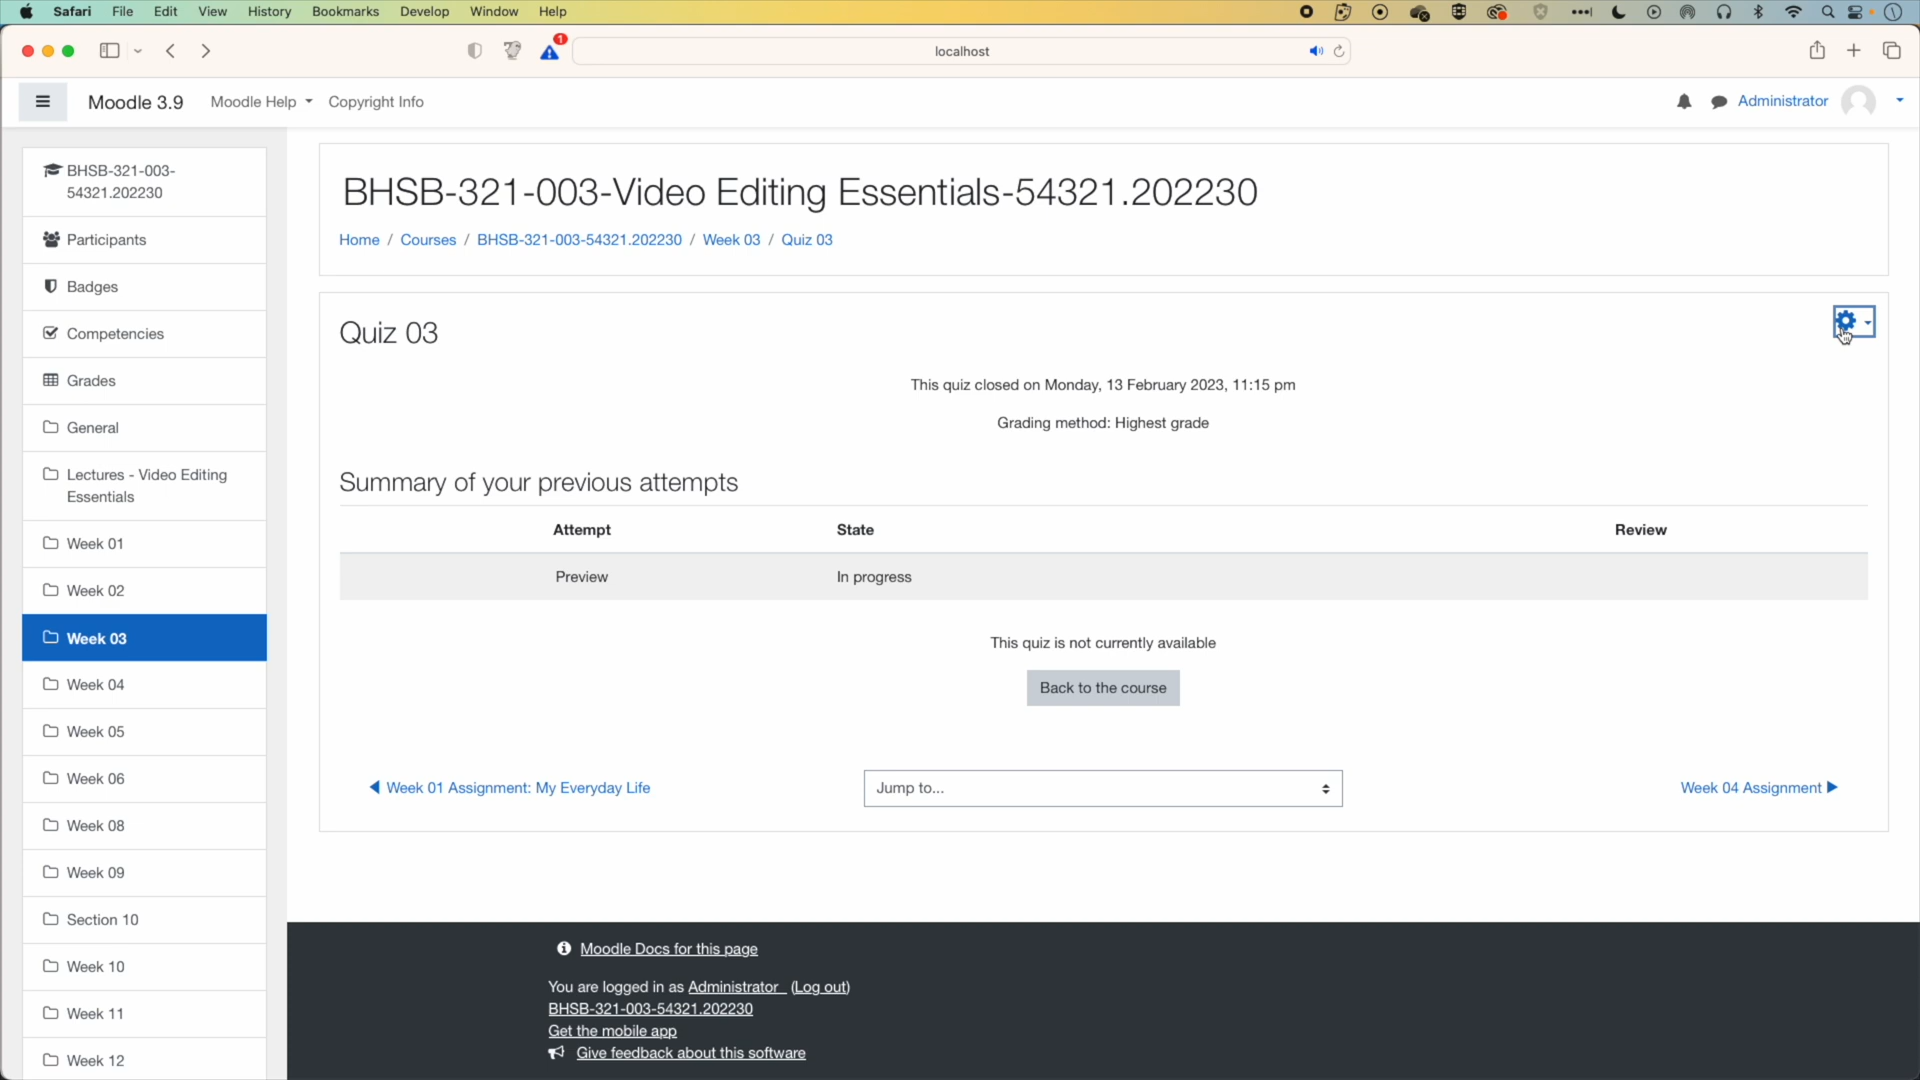 Safari File Edit View History Bookmarks Develop Window Help
1
localhost
Moodle 3.9 Moodle Help Copyright Info Administrator
BHSB-321-003-
54321.202230
Participants
Badges
Competencies
Grades
General
Lectures - Video Editing
Essentials
Week 01
Week 02
Week 03
Week 04
Week 05
Week 06
Week 08
Week 09
Section 10
Week 10
Week 11
Week 12
BHSB-321-003-Video Editing Essentials-54321.202230
Home / Courses / BHSB-321-003-54321.202230 / Week 03 / Quiz 03
Quiz 03
This quiz closed on Monday, 13 February 2023, 11:15 pm
Grading method: Highest grade
Summary of your previous attempts
Attempt State Review
Preview In progress
This quiz is not currently available
Back to the course
Week 01 Assignment: My Everyday Life Jump to... Week 04 Assignment
Moodle Docs for this page
You are logged in as Administrator (Log out)
BHSB-321-003-54321.202230
Get the mobile app
Give feedback about this software